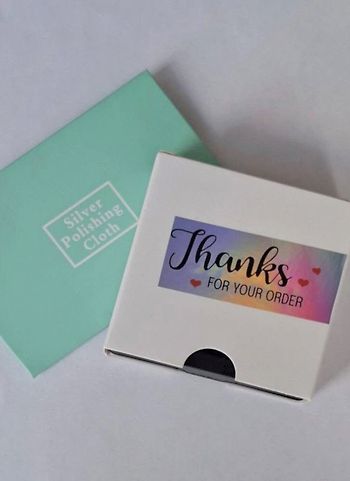 Silver
Polishing
Cloth
Thanks
FOR YOUR ORDER